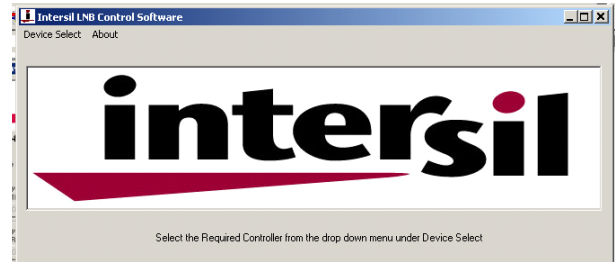 Intersil LNB Control Software
Device Select About
intersil
Select the Required Controller from the drop down menu under Device Select